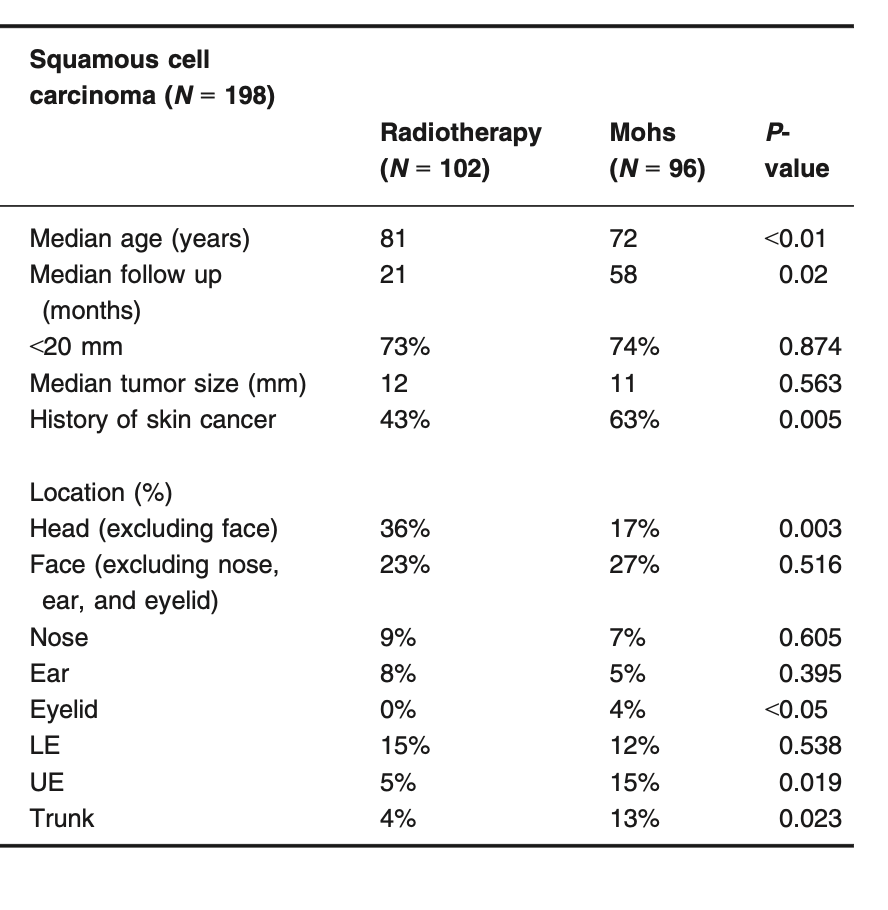 Squamous cell
carcinoma (N = 198)
Radiotherapy Mohs P-
(N = 102) (N = 96) value
Median age (years) 81 72 <0.01
Median follow up 21 58 0.02
(months)
<20 mm 73% 74% 0.874
Median tumor size (mm) 12 11 0.563
History of skin cancer 43% 63% 0.005
Location (%)
Head (excluding face) 36% 17% 0.003
Face (excluding nose, 23% 27% 0.516
ear, and eyelid)
Nose 9% 7% 0.605
Ear 8% 5% 0.395
Eyelid 0% 4% <0.05
LE 15% 12% 0.538
UE 5% 15% 0.019
Trunk 4% 13% 0.023